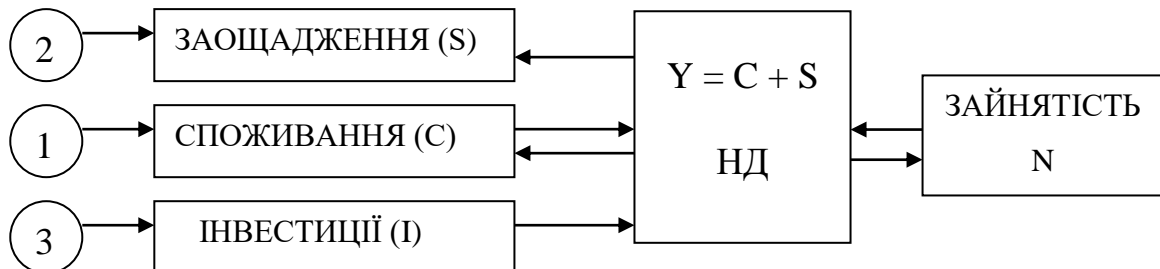 2
ЗАОЩАДЖЕННЯ (S)
1
СПОЖИВАННЯ (C)
3
ІНВЕСТИЦІЇ (I)
Y = C + S
НД
ЗАЙНЯТІСТЬ
N